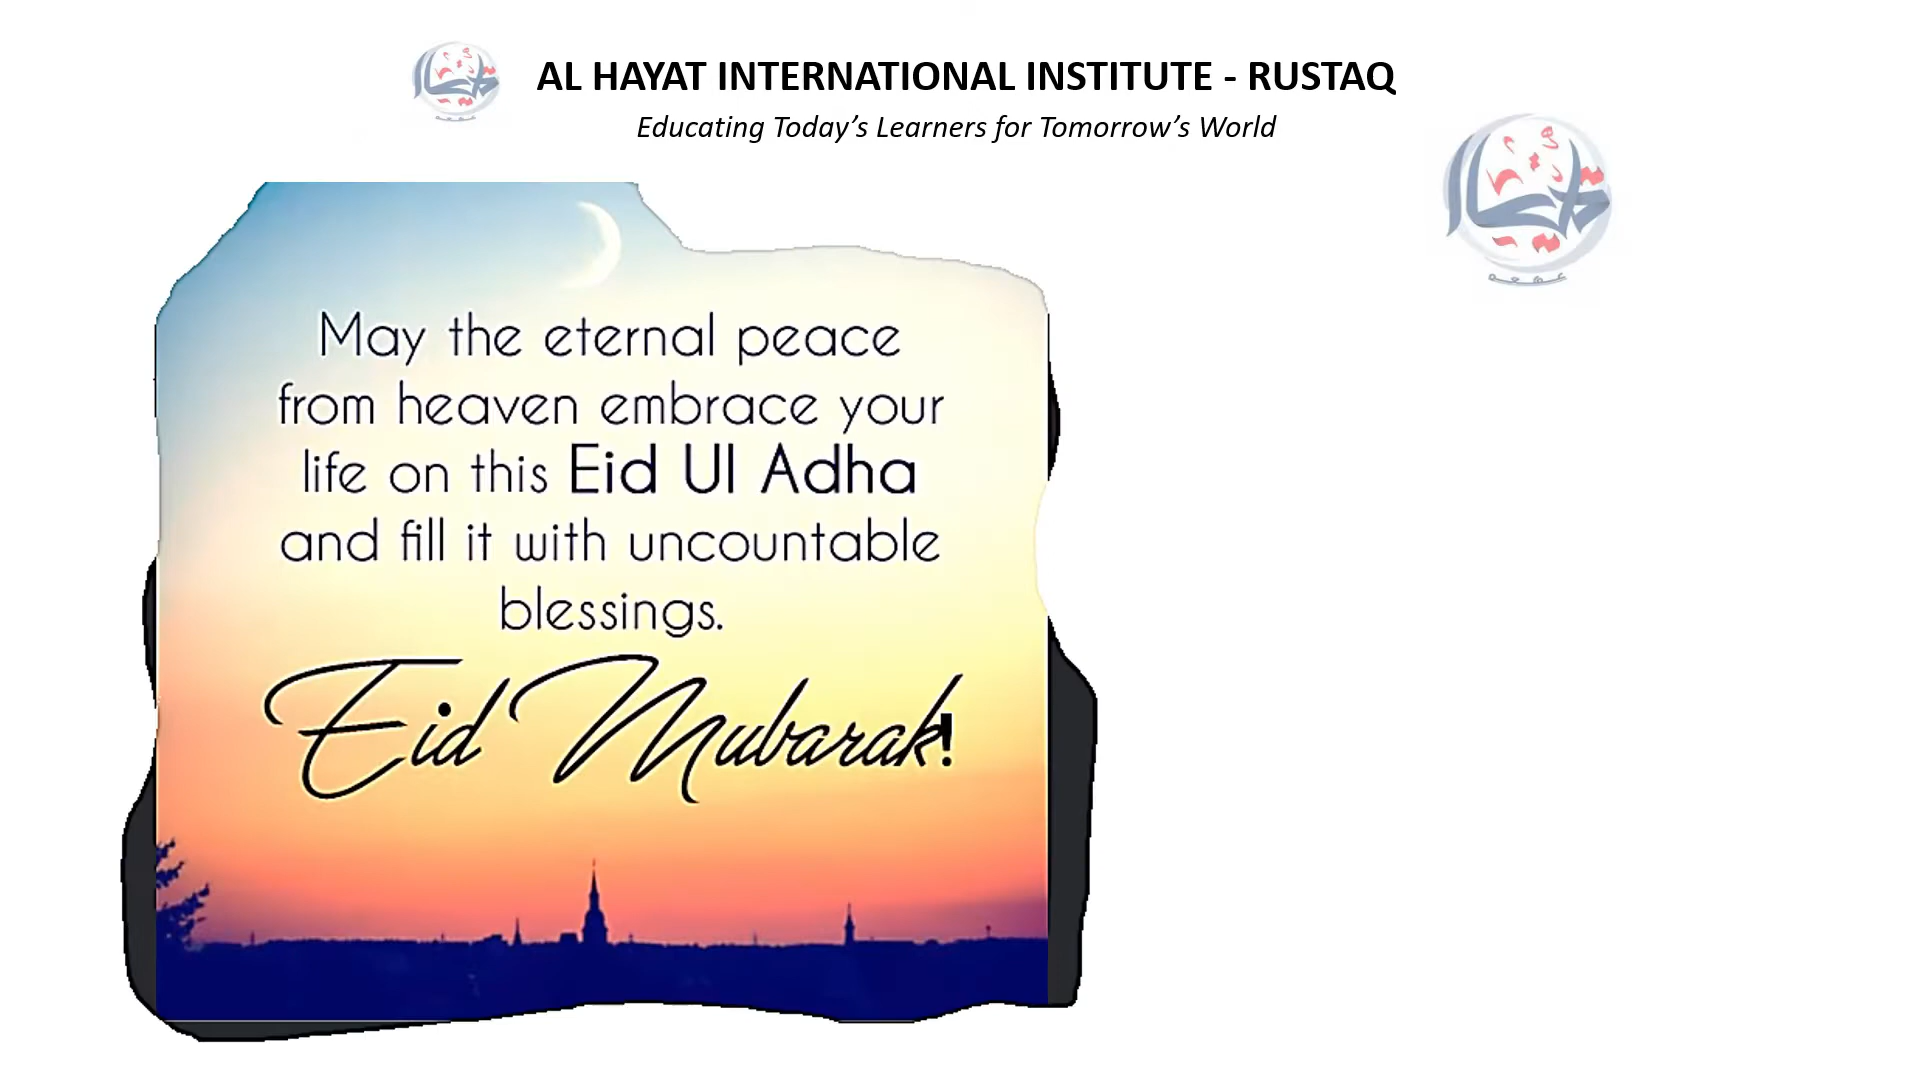 AL HAYAT INTERNATIONAL INSTITUTE - RUSTAQ
Educating Today’s Learners for Tomorrow’s World
May the eternal peace
from heaven embrace your
life on this Eid Ul Adha
and fill it with uncountable
blessings.
Eid Mubarak!